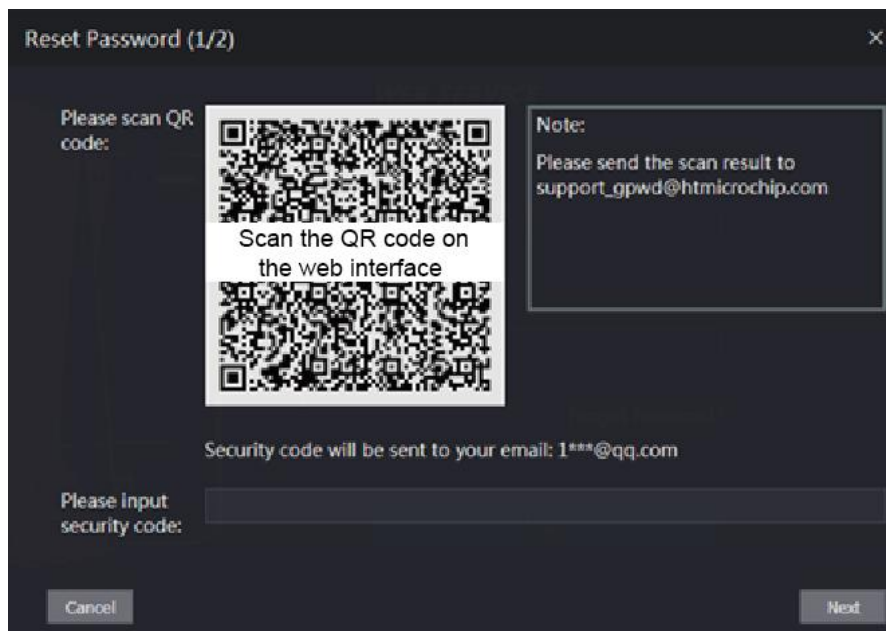 Reset Password (1/2)
Please scan QR
code:
Scan the QR code on
the web interface
Note:
Please send the scan result to
support_gpwd@htmicrochip.com
Security code will be sent to your email: 1***@qq.com
Please input
security code:
Cancel
Next